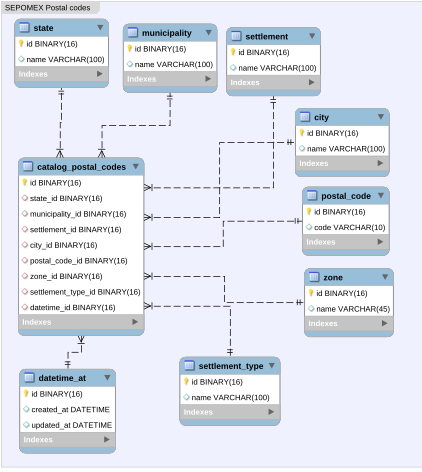 SEPOMEX Postal codes
state
id BINARY(16)
name VARCHAR(100)
Indexes
municipality
id BINARY(16)
name VARCHAR(100)
Indexes
settlement
id BINARY(16)
name VARCHAR(100)
Indexes
city
id BINARY(16)
name VARCHAR(100)
Indexes
catalog_postal_codes
id BINARY(16)
state_id BINARY(16)
municipality_id BINARY(16)
settlement_id BINARY(16)
city_id BINARY(16)
postal_code_id BINARY(16)
zone_id BINARY(16)
settlement_type_id BINARY(16)
datetime_id BINARY(16)
Indexes
postal_code
id BINARY(16)
code VARCHAR(10)
Indexes
zone
id BINARY(16)
name VARCHAR(45)
Indexes
datetime_at
id BINARY(16)
created_at DATETIME
updated_at DATETIME
Indexes
settlement_type
id BINARY(16)
name VARCHAR(100)
Indexes